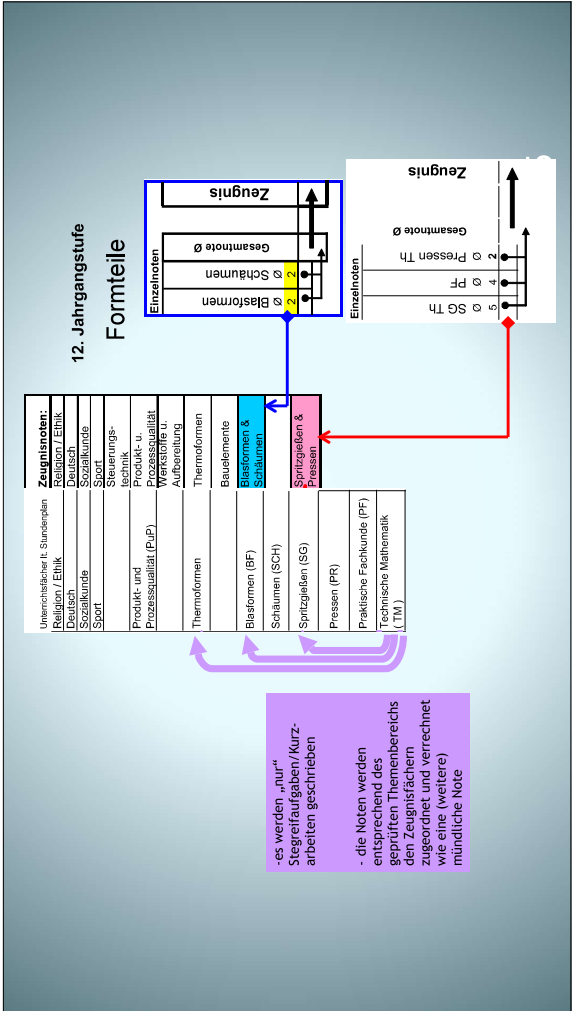 12. Jahrgangstufe
Formteile
Unterrichtsfächer lt. Stundenplan
Religion / Ethik
Deutsch
Sozialkunde
Sport
Produkt- und
Prozessqualität (PuP)
Thermoformen
Blasformen (BF)
Schäumen (SCH)
Spritzgießen (SG)
Pressen (PR)
Praktische Fachkunde (PF)
Technische Mathematik
( TM )
Zeugnisnoten:
Religion / Ethik
Deutsch
Sozialkunde
Sport
Steuerungs-
technik
Produkt- u.
Prozessqualität
Werkstoffe u.
Aufbereitung
Thermoformen
Bauelemente
Blasformen &
Schäumen
Spritzgießen &
Pressen
Einzelnoten
Ø Blasformen
2
Ø Schäumen
2
Gesamtnote Ø
Zeugnis
Einzelnoten
SG Th
Ø
5
PF
Ø
4
Pressen Th
Ø
2
Gesamtnote Ø
Zeugnis
-es werden „nur“
Stegreifaufgaben/Kurz-
arbeiten geschrieben
- die Noten werden
entsprechend des
geprüften Themenbereichs
den Zeugnisfächern
zugeordnet und verrechnet
wie eine (weitere)
mündliche Note